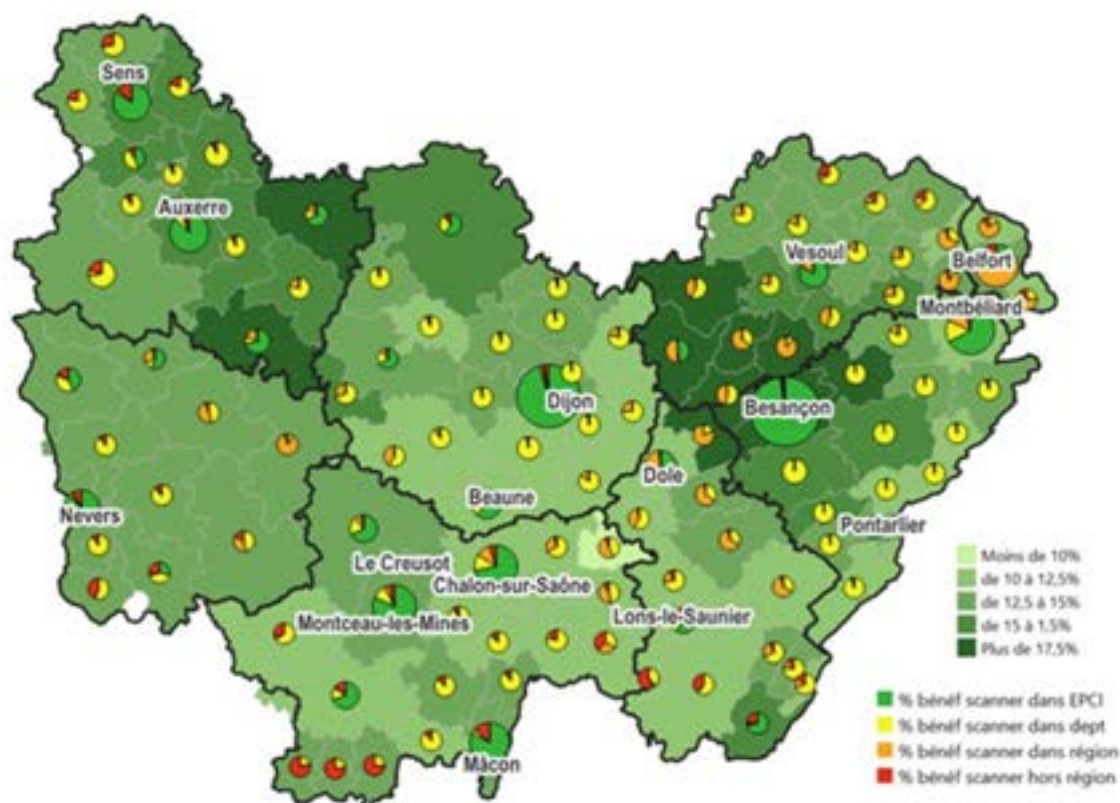 Sens
Auxerre
Vesoul
Belfort
Montbéliard
Dijon
Besançon
Dole
Nevers
Beaune
Pontarlier
Le Creusot
Chalon-sur-Saône
Montceau-les-Mines
Lons-le-Saunier
Mâcon
Moins de 10%
de 10 à 12,5%
de 12,5 à 15%
de 15 à 1.5%
Plus de 17,5%
% bénéf scanner dans EPCI
% bénéf scanner dans dept
% bénéf scanner dans région
% bénéf scanner hors région